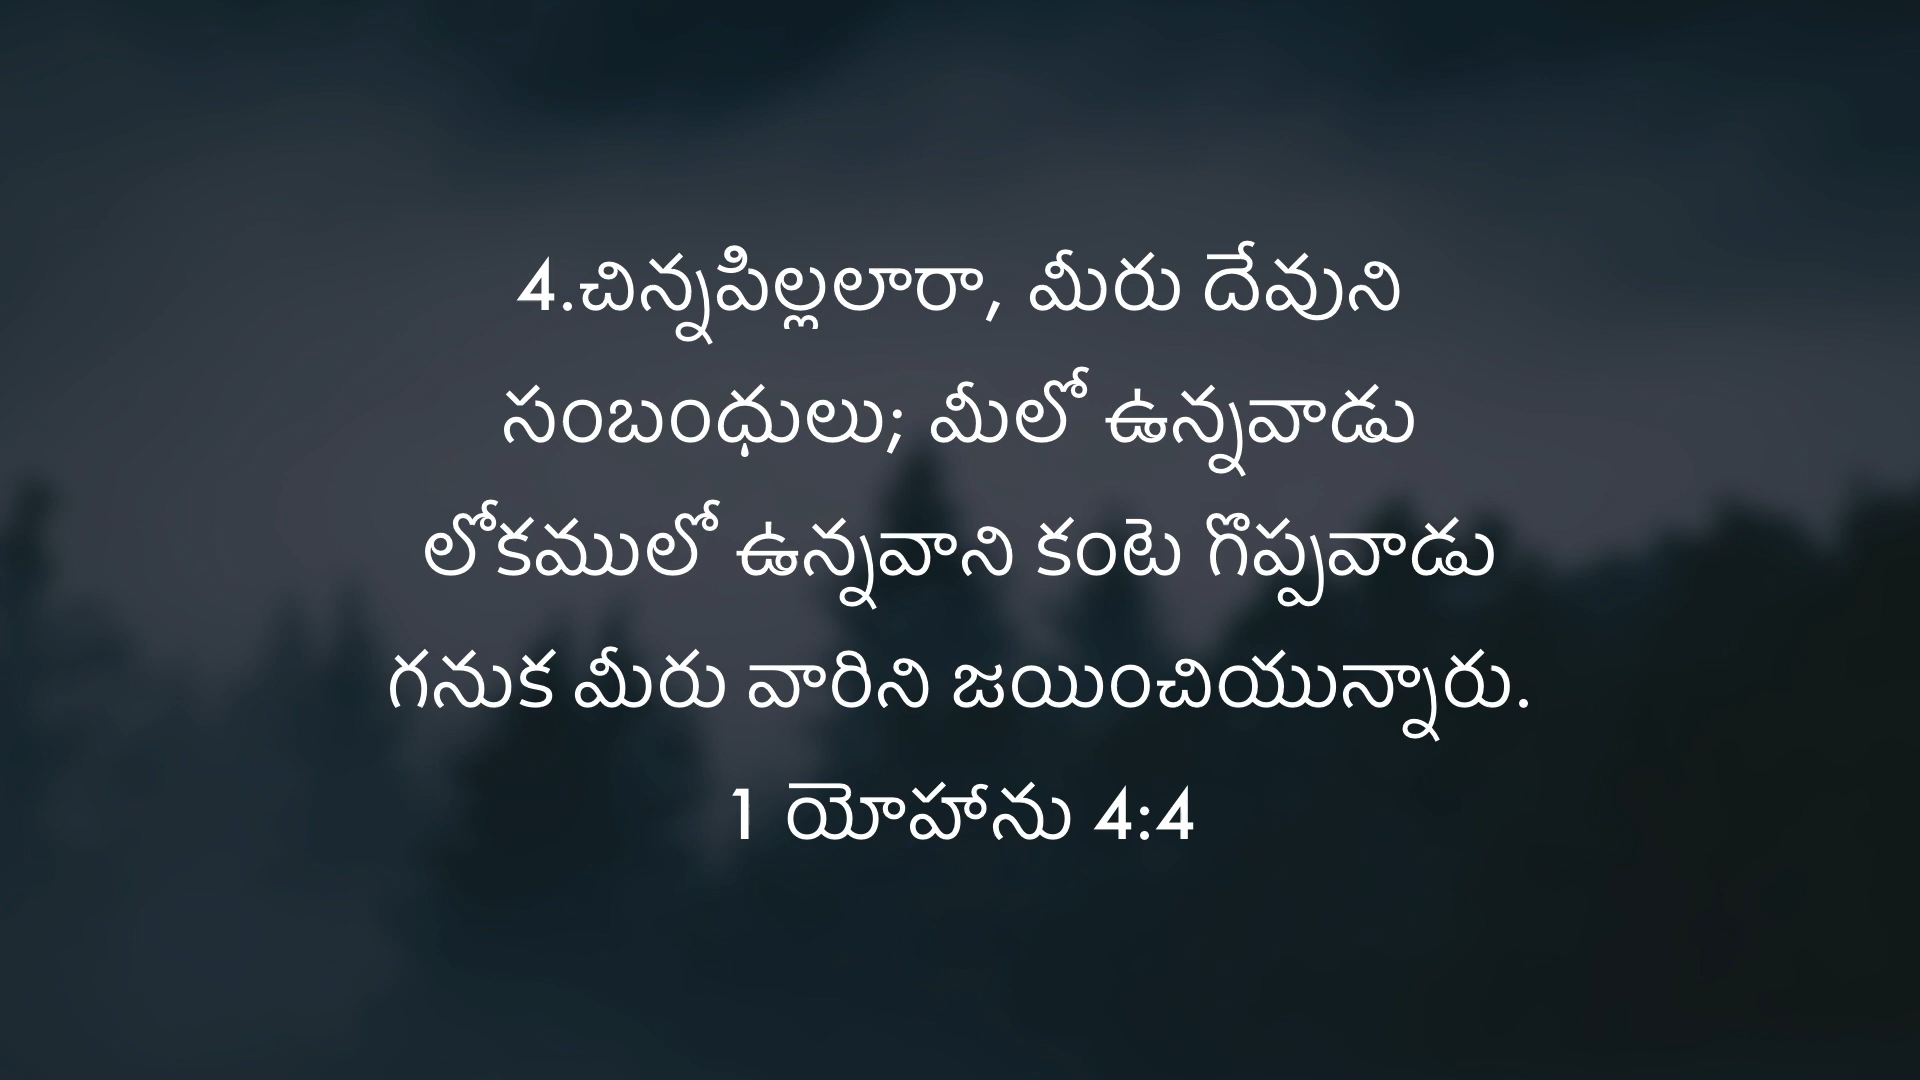 4.చిన్నపిల్లలారా, మీరు దేవుని
సంబంధులు; మీలో ఉన్నవాడు
లోకములో ఉన్నవాని కంటె గొప్పవాడు
గనుక మీరు వారిని జయించియున్నారు.
1 యోహాను 4:4